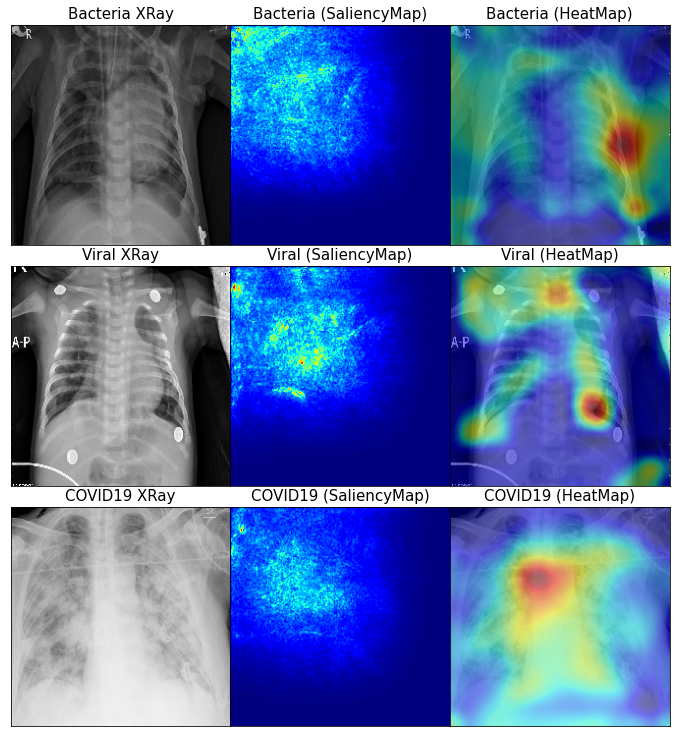 Bacteria XRay
Bacteria (SaliencyMap)
Bacteria (HeatMap)
R
Viral XRay
Viral (SaliencyMap)
Viral (HeatMap)
A-P
A-P
COVID19 XRay
COVID19 (SaliencyMap)
COVID19 (HeatMap)